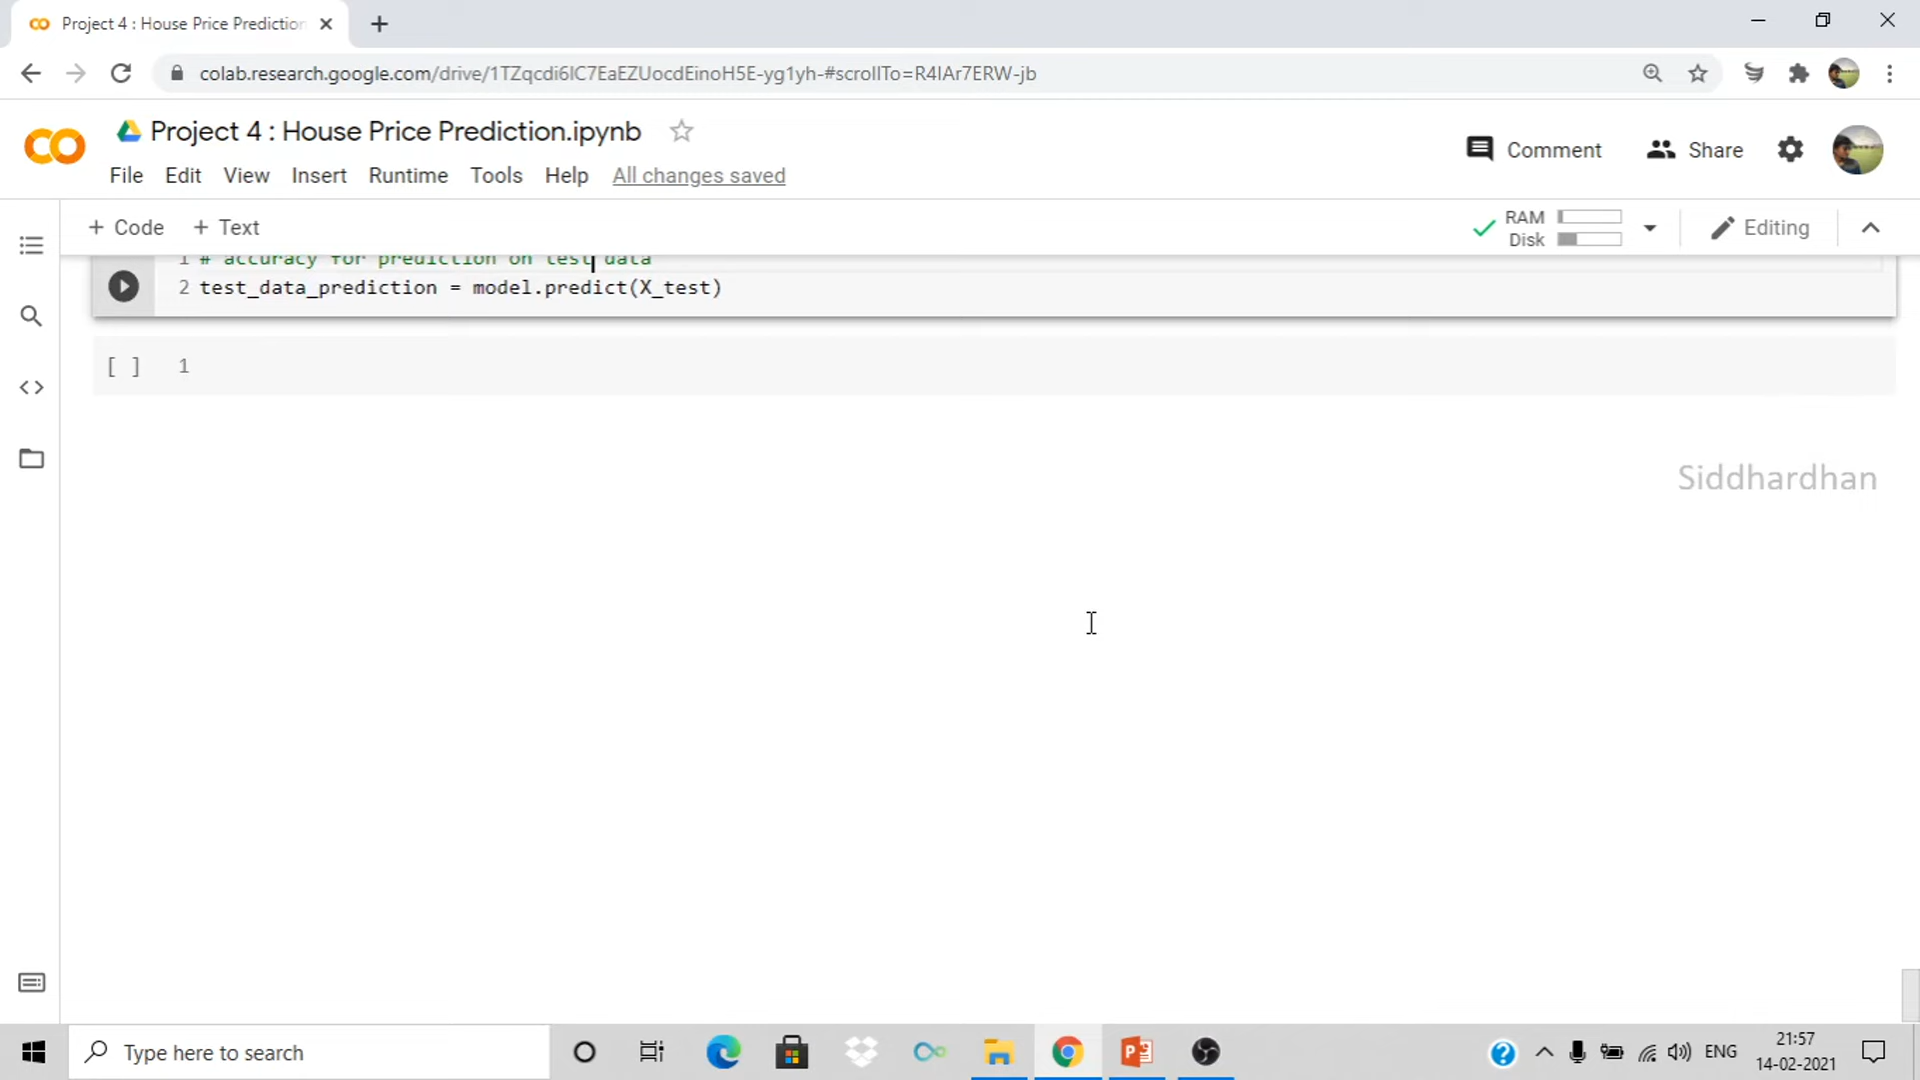 Project 4 : House Price Prediction
colab.research.google.com/drive/1TZqcdi6lC7EaEZUocdEinoH5E-yg1yh-#scrollTo=R4lAr7ERW-jb
Project 4 : House Price Prediction.ipynb
Comment
Share
File Edit View Insert Runtime Tools Help All changes saved
+ Code + Text
RAM
Disk
Editing
1 # accuracy for prediction on test data
2 test_data_prediction = model.predict(X_test)
[ ] 1
Siddhardhan
Type here to search
ENG
21:57
14-02-2021